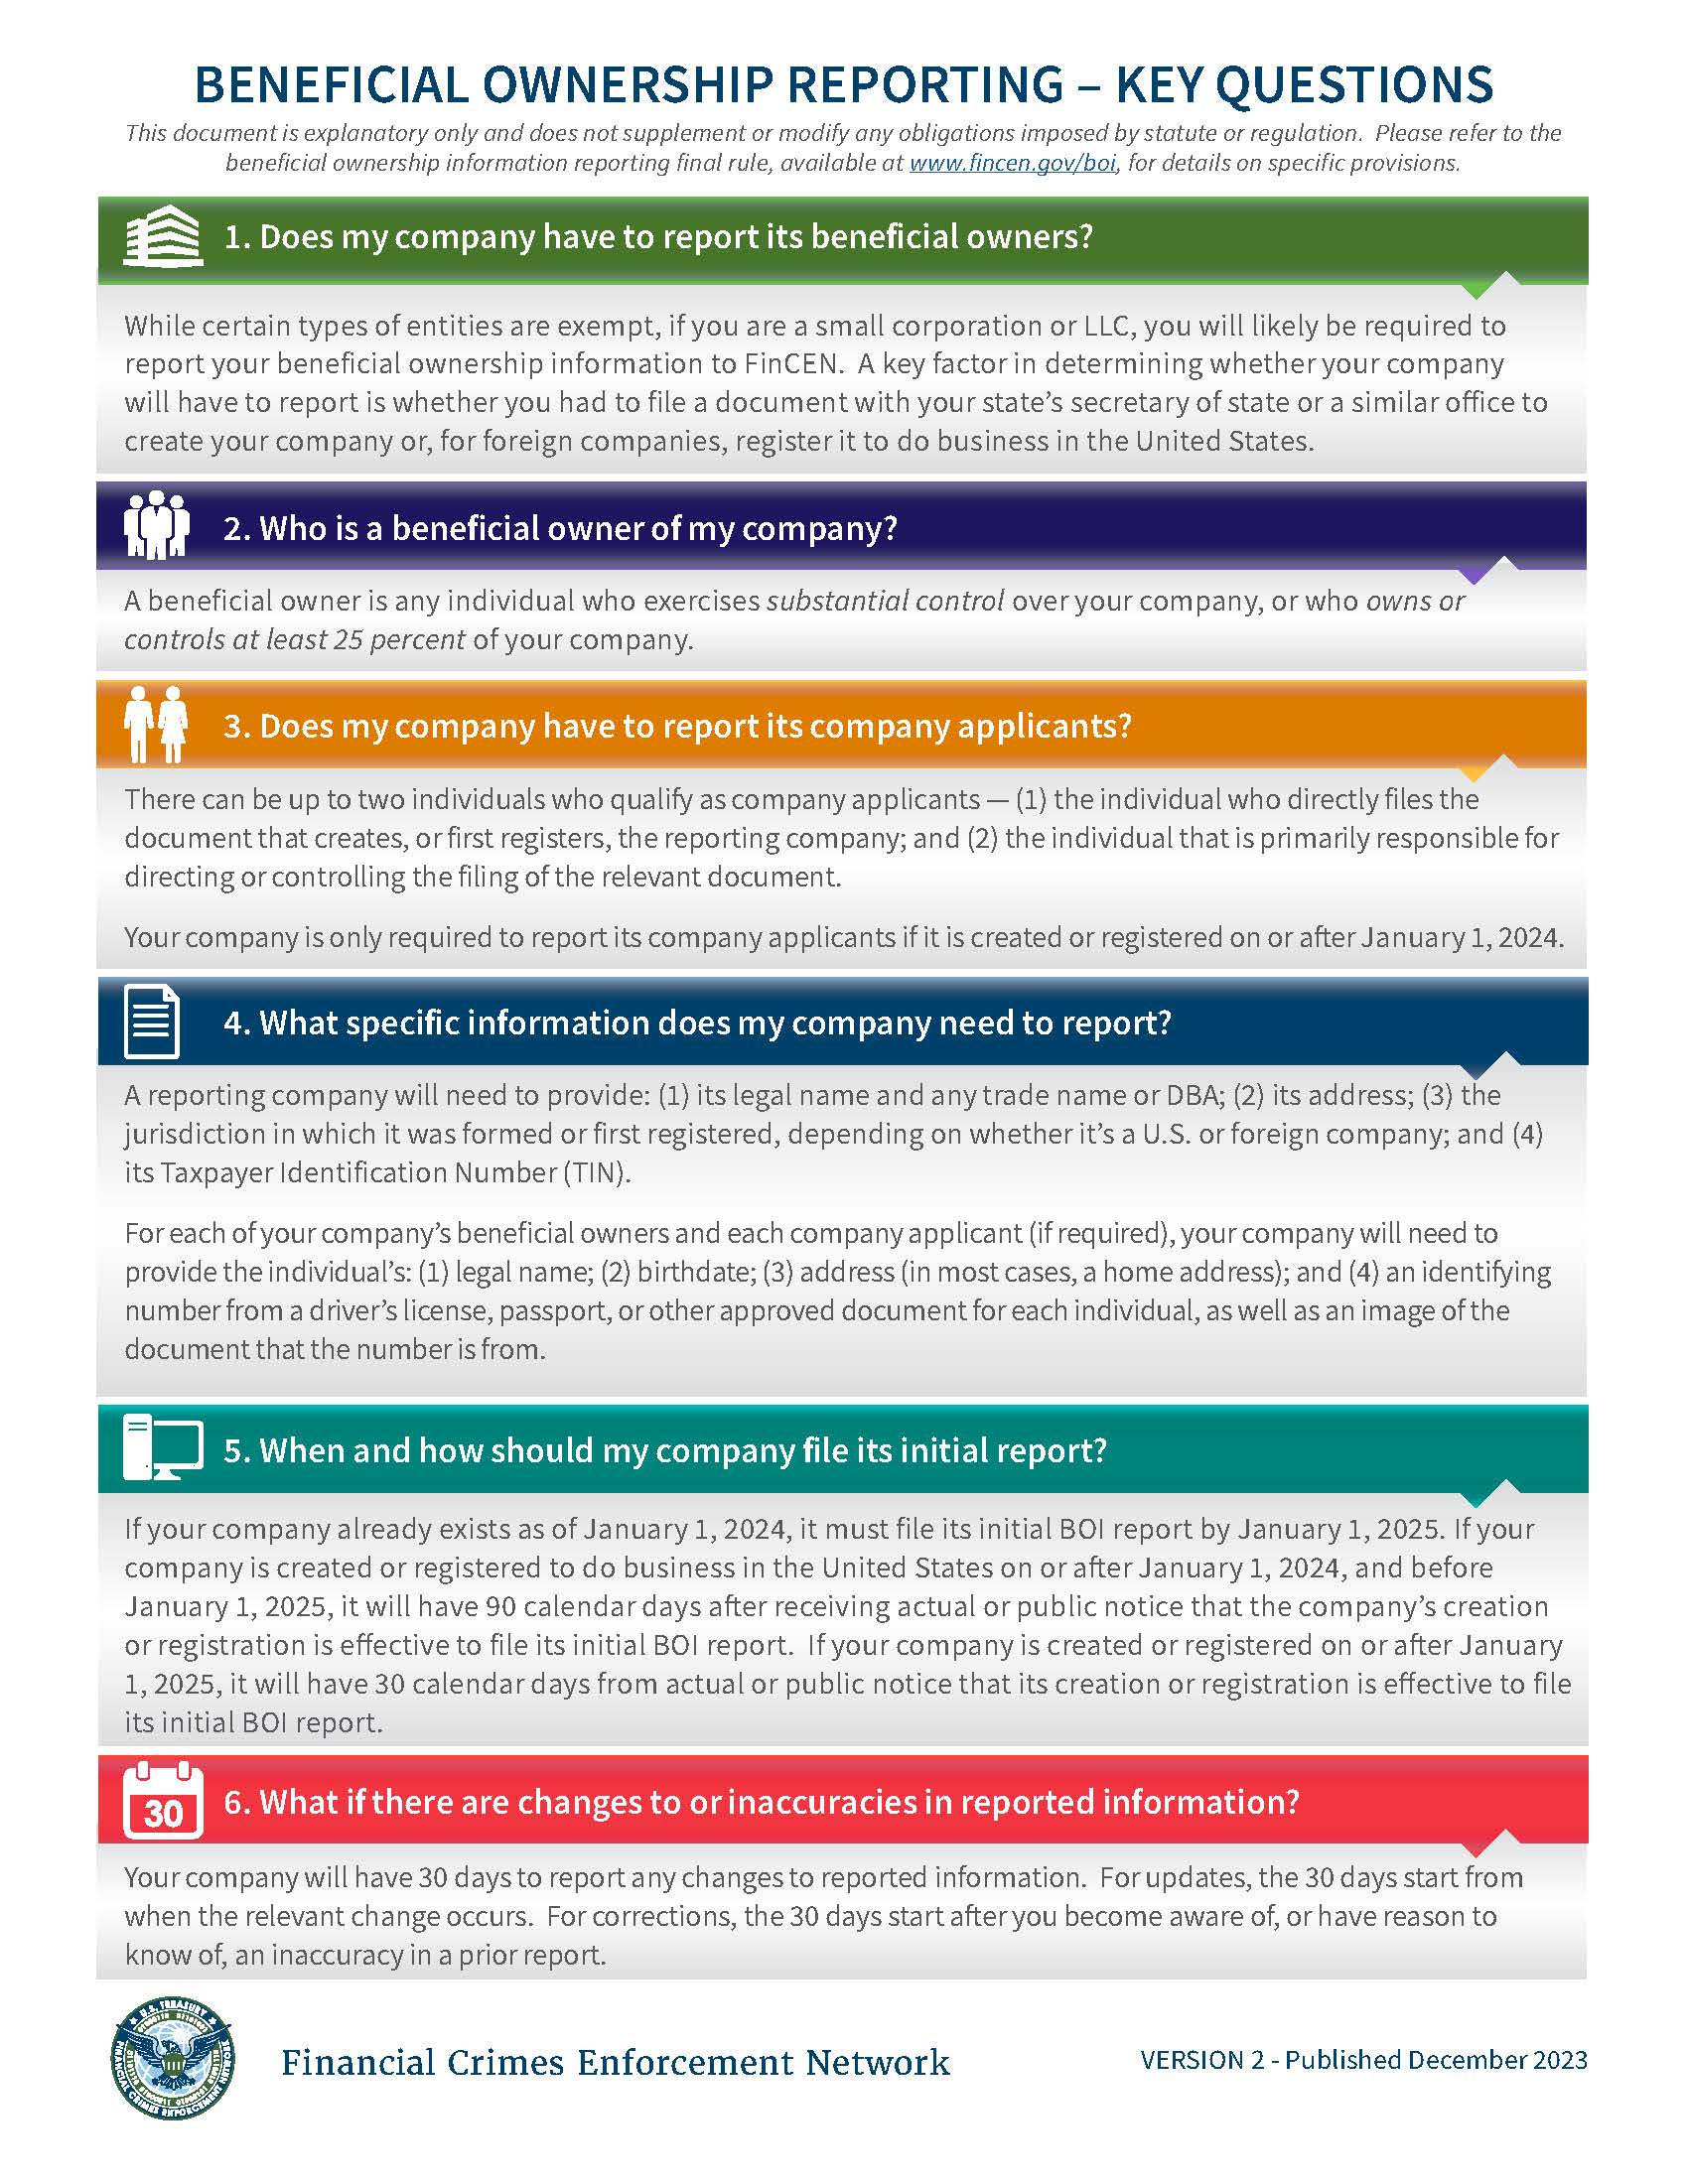 BENEFICIAL OWNERSHIP REPORTING – KEY QUESTIONS
This document is explanatory only and does not supplement or modify any obligations imposed by statute or regulation.  Please refer to the
beneficial ownership information reporting final rule, available at www.fincen.gov/boi, for details on specific provisions.
1. Does my company have to report its beneficial owners?
While certain types of entities are exempt, if you are a small corporation or LLC, you will likely be required to
report your beneficial ownership information to FinCEN.  A key factor in determining whether your company
will have to report is whether you had to file a document with your state’s secretary of state or a similar office to
create your company or, for foreign companies, register it to do business in the United States.
2. Who is a beneficial owner of my company?
A beneficial owner is any individual who exercises substantial control over your company, or who owns or
controls at least 25 percent of your company.
3. Does my company have to report its company applicants?
There can be up to two individuals who qualify as company applicants — (1) the individual who directly files the
document that creates, or first registers, the reporting company; and (2) the individual that is primarily responsible for
directing or controlling the filing of the relevant document.
Your company is only required to report its company applicants if it is created or registered on or after January 1, 2024.
4. What specific information does my company need to report?
A reporting company will need to provide: (1) its legal name and any trade name or DBA; (2) its address; (3) the
jurisdiction in which it was formed or first registered, depending on whether it’s a U.S. or foreign company; and (4)
its Taxpayer Identification Number (TIN).
For each of your company’s beneficial owners and each company applicant (if required), your company will need to
provide the individual’s: (1) legal name; (2) birthdate; (3) address (in most cases, a home address); and (4) an identifying
number from a driver’s license, passport, or other approved document for each individual, as well as an image of the
document that the number is from.
5. When and how should my company file its initial report?
If your company already exists as of January 1, 2024, it must file its initial BOI report by January 1, 2025. If your
company is created or registered to do business in the United States on or after January 1, 2024, and before
January 1, 2025, it will have 90 calendar days after receiving actual or public notice that the company’s creation
or registration is effective to file its initial BOI report.  If your company is created or registered on or after January
1, 2025, it will have 30 calendar days from actual or public notice that its creation or registration is effective to file
its initial BOI report.
30
6. What if there are changes to or inaccuracies in reported information?
Your company will have 30 days to report any changes to reported information.  For updates, the 30 days start from
when the relevant change occurs.  For corrections, the 30 days start after you become aware of, or have reason to
know of, an inaccuracy in a prior report.
U.S. TREASURY
FINANCIAL CRIMES ENFORCEMENT NETWORK
Financial Crimes Enforcement Network
VERSION 2 - Published December 2023